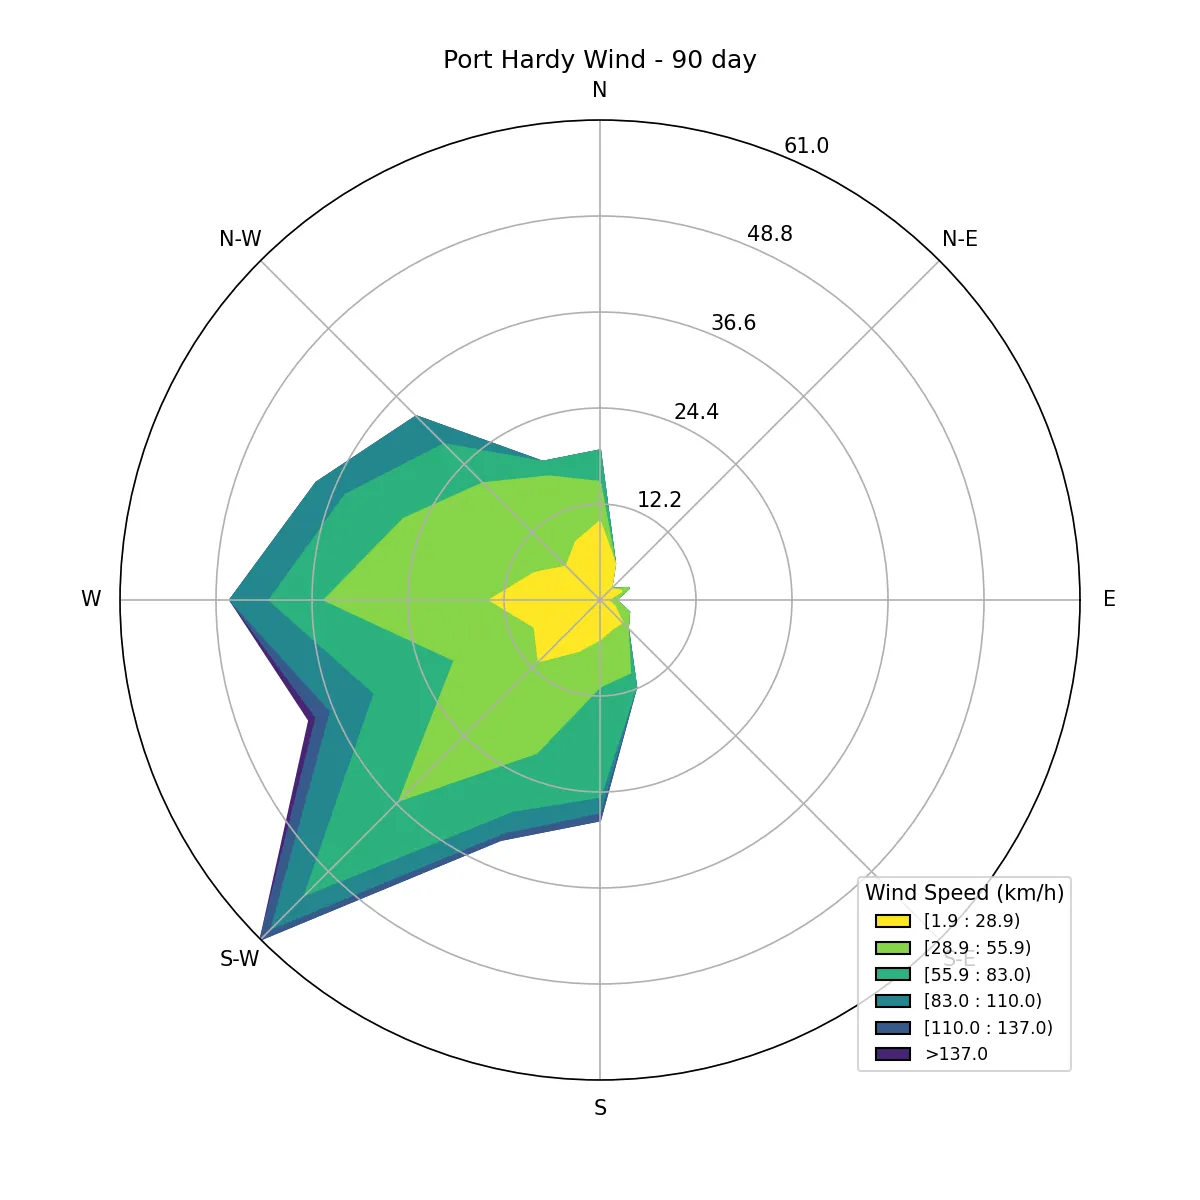 Port Hardy Wind - 90 day
N
61.0
N-W
N-E
48.8
36.6
24.4
12.2
W
E
S-W
S-E
S
Wind Speed (km/h)
[1.9 : 28.9)
[28.9 : 55.9)
[55.9 : 83.0)
[83.0 : 110.0)
[110.0 : 137.0)
>137.0